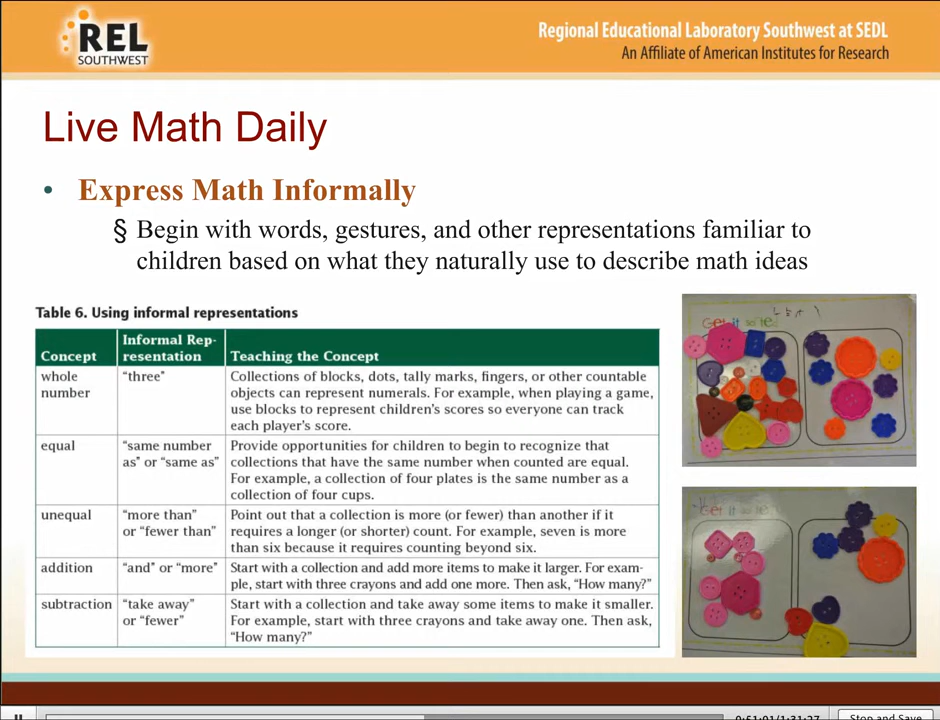 REL
SOUTHWEST
Regional Educational Laboratory Southwest at SEDL
An Affiliate of American Institutes for Research
Live Math Daily
• Express Math Informally
§ Begin with words, gestures, and other representations familiar to
children based on what they naturally use to describe math ideas
Table 6. Using informal representations
Concept
Informal Rep-
resentation
Teaching the Concept
whole
number
“three”
Collections of blocks, dots, tally marks, fingers, or other countable
objects can represent numerals. For example, when playing a game,
use blocks to represent children’s scores so everyone can track
each player’s score.
equal
“same number
as” or “same as”
Provide opportunities for children to begin to recognize that
collections that have the same number when counted are equal.
For example, a collection of four plates is the same number as a
collection of four cups.
unequal
“more than”
or “fewer than”
Point out that a collection is more (or fewer) than another if it
requires a longer (or shorter) count. For example, seven is more
than six because it requires counting beyond six.
addition
“and” or “more”
Start with a collection and add more items to make it larger. For exam-
ple, start with three crayons and add one more. Then ask, “How many?”
subtraction
“take away”
or “fewer”
Start with a collection and take away some items to make it smaller.
For example, start with three crayons and take away one. Then ask,
“How many?”
Get it sorted
Get it sorted
Stop and Save